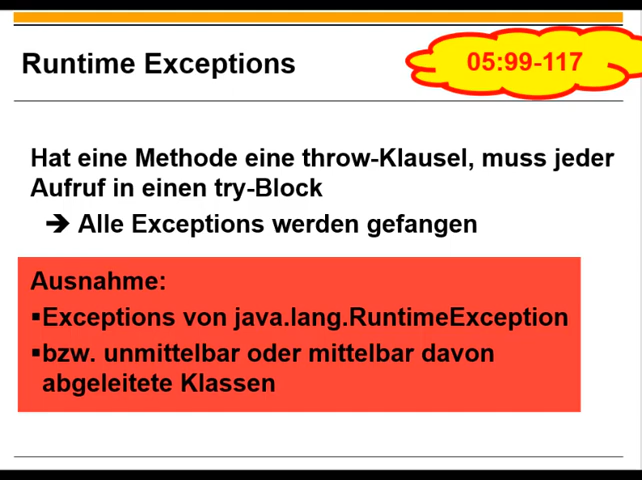 Runtime Exceptions
05:99-117
Hat eine Methode eine throw-Klausel, muss jeder
Aufruf in einen try-Block
➔ Alle Exceptions werden gefangen
Ausnahme:
▪Exceptions von java.lang.RuntimeException
▪bzw. unmittelbar oder mittelbar davon
abgeleitete Klassen